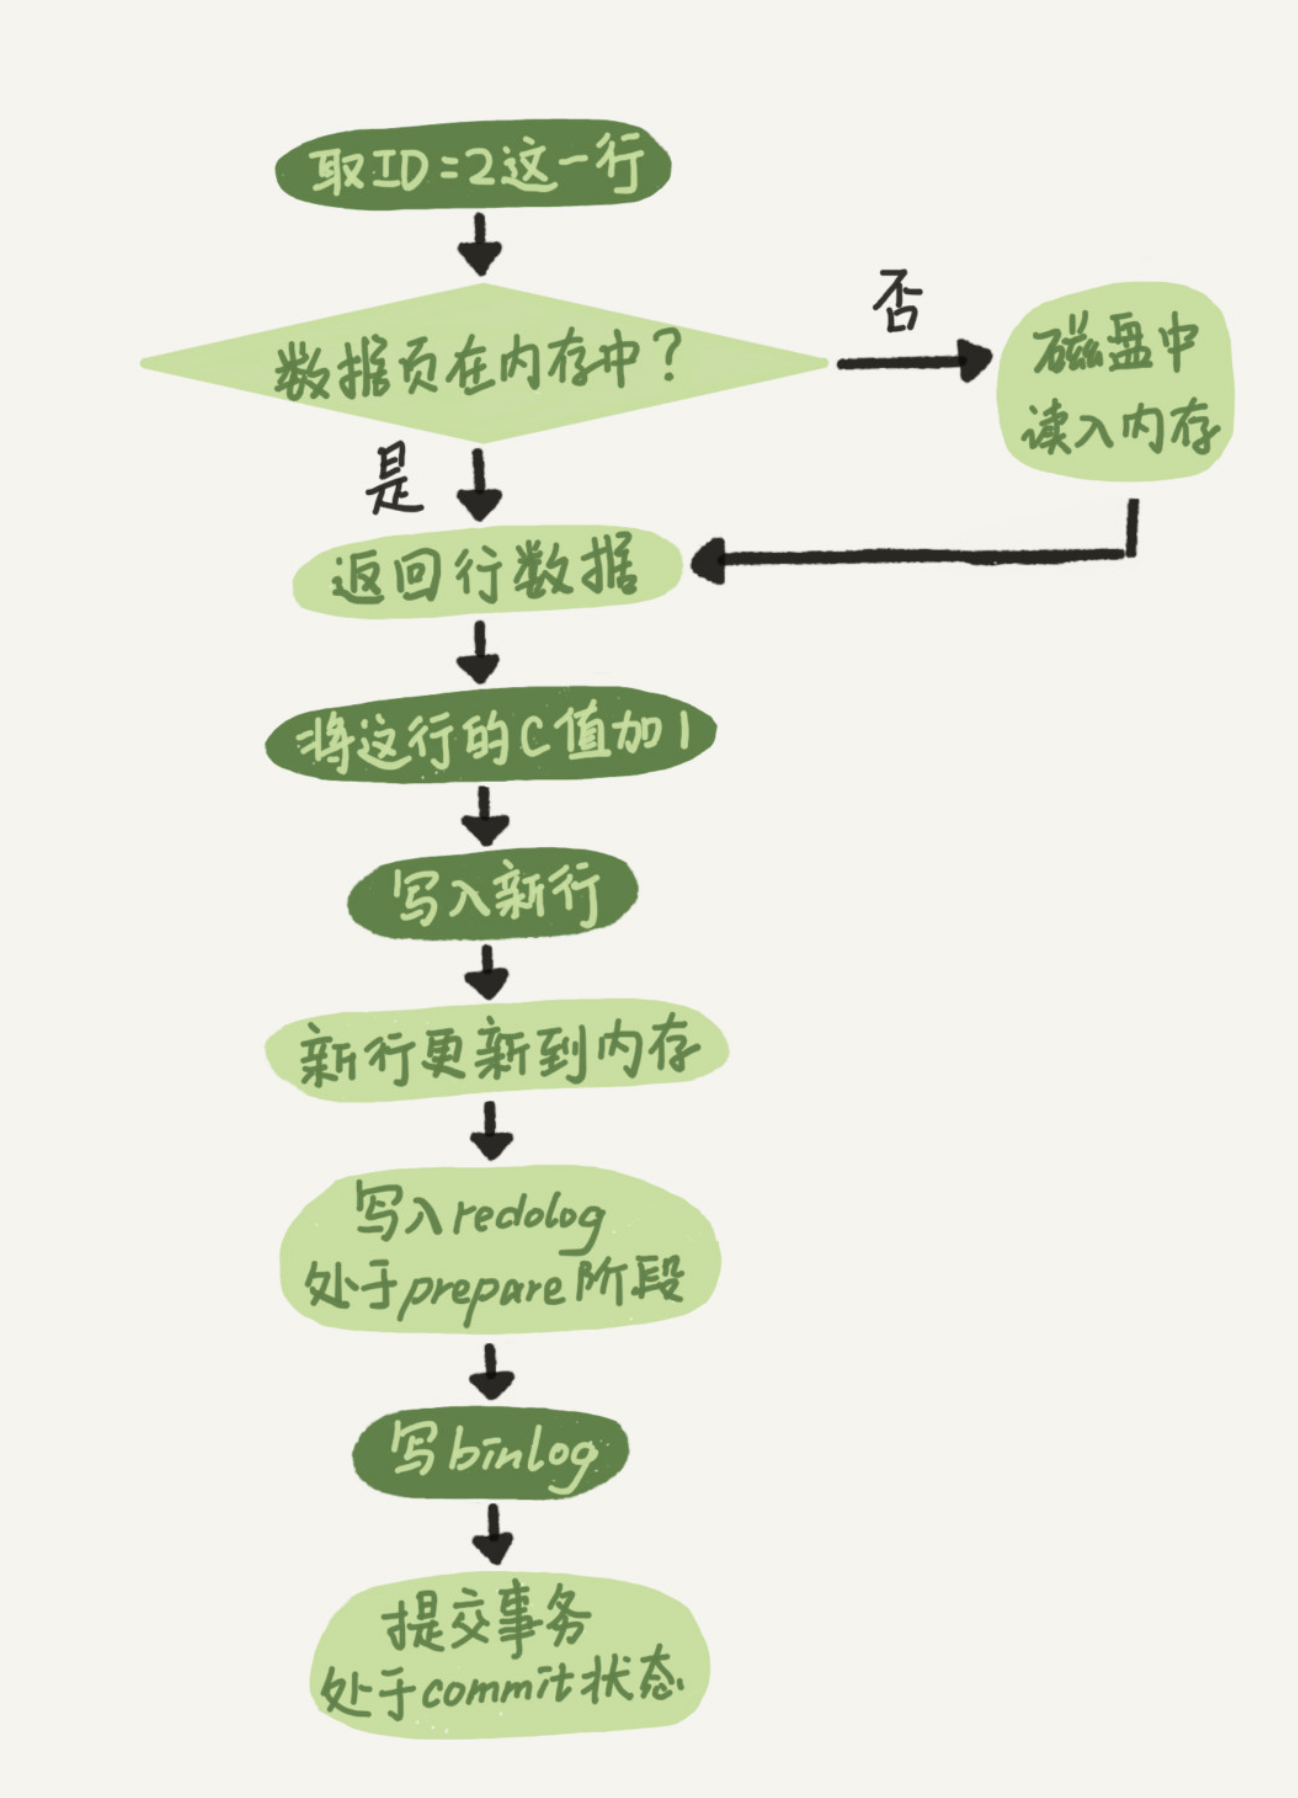 取ID=2这一行
数据页在内存中？
否
磁盘中
读入内存
是
返回行数据
将这行的C值加1
写入新行
新行更新到内存
写入redolog
处于prepare阶段
写binlog
提交事务
处于commit状态